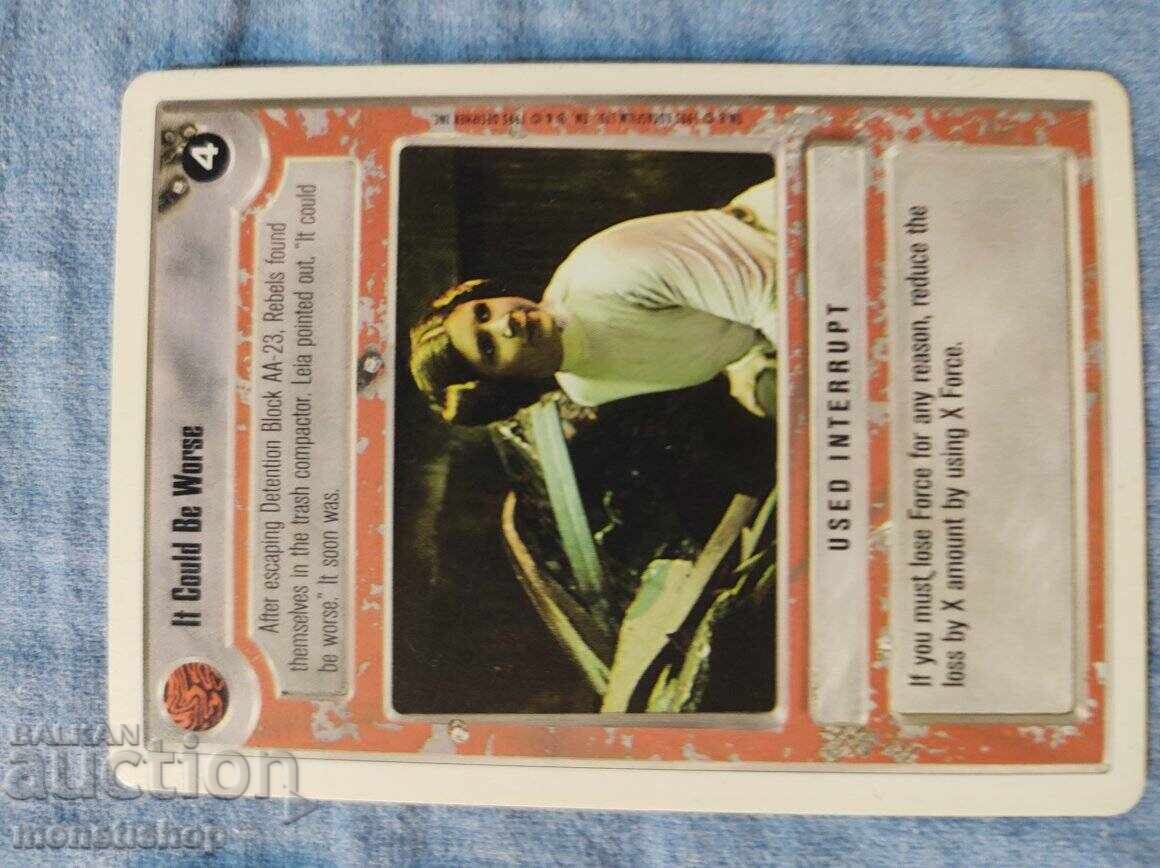 It Could Be Worse
4
After escaping Detention Block AA-23, Rebels found
themselves in the trash compactor. Leia pointed out, "It could
be worse." It soon was.
USED INTERRUPT
If you must lose Force for any reason, reduce the
loss by X amount by using X Force.
BALKAN
auction
monstishop